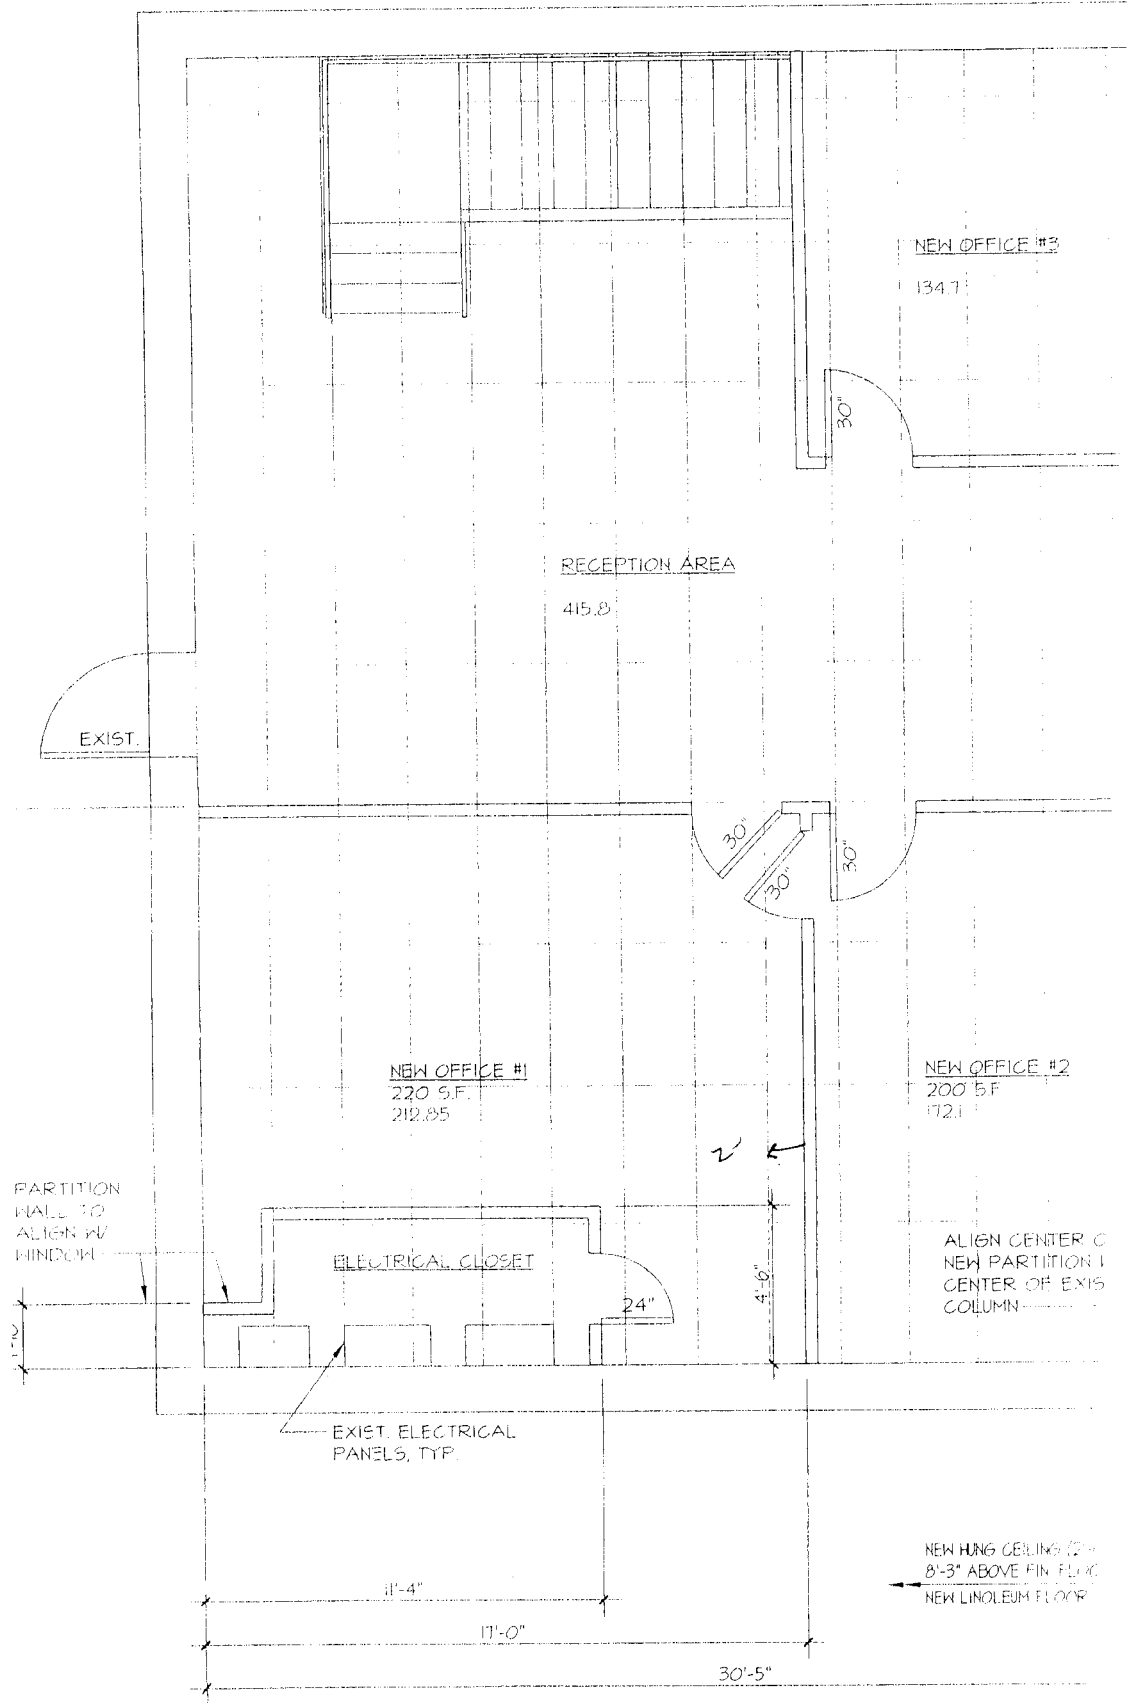 NEW OFFICE #3
134.7
30"
RECEPTION AREA
415.8
EXIST.
30"
30"
30"
NEW OFFICE #1
220 S.F.
212.85
NEW OFFICE #2
200 S.F
172.1
2'
PARTITION
WALL TO
ALIGN W/
WINDOW
ELECTRICAL CLOSET
24"
4'-6"
ALIGN CENTER
NEW PARTITION
CENTER OF EXIS
COLUMN
EXIST. ELECTRICAL
PANELS, TYP.
NEW HUNG CEILING
8'-3" ABOVE FIN
NEW LINOLEUM FLOOR
11'-4"
17'-0"
30'-5"